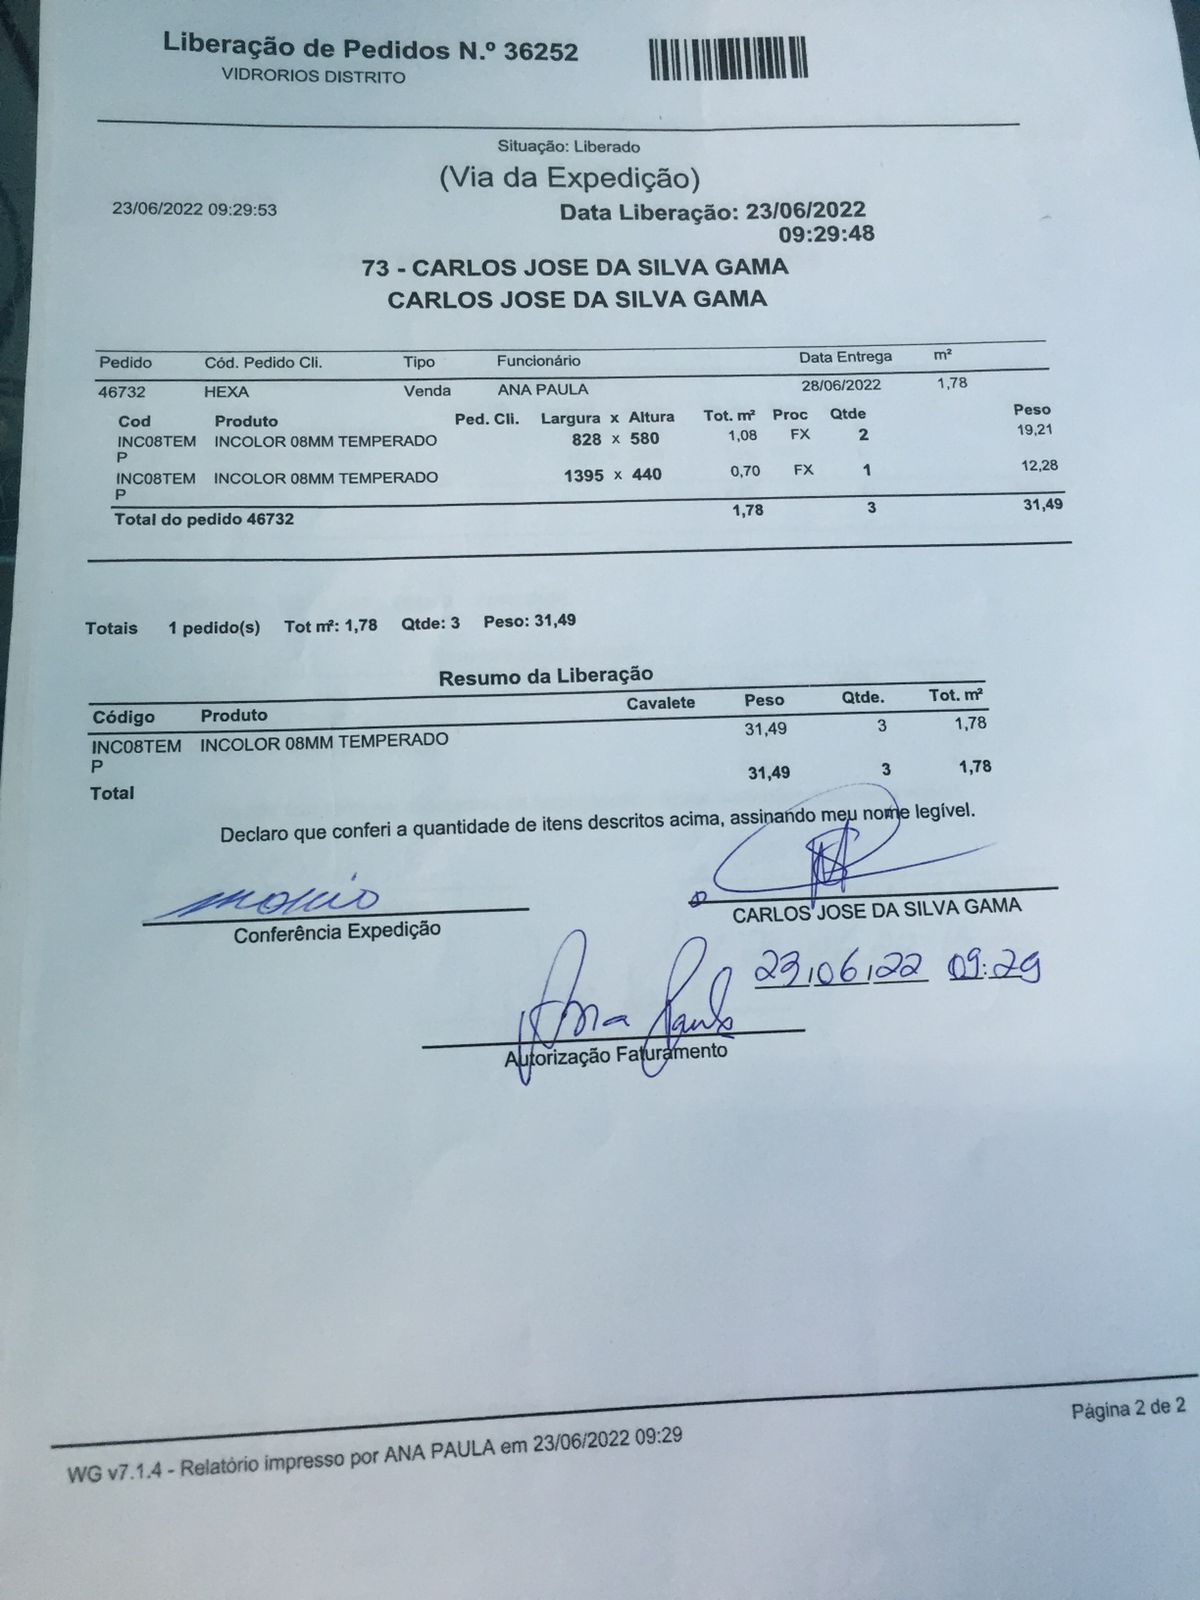 Liberação de Pedidos N.º 36252
VIDRORIOS DISTRITO
Situação: Liberado
(Via da Expedição)
23/06/2022 09:29:53
Data Liberação: 23/06/2022
09:29:48
73 - CARLOS JOSE DA SILVA GAMA
CARLOS JOSE DA SILVA GAMA
Pedido Cód. Pedido Cli. Tipo Funcionário Data Entrega m²
46732 HEXA Venda ANA PAULA 28/06/2022 1,78
Cod Produto Ped. Cli. Largura x Altura Tot. m² Proc Qtde Peso
INC08TEM INCOLOR 08MM TEMPERADO 828 x 580 1,08 FX 2 19,21
P
INC08TEM INCOLOR 08MM TEMPERADO 1395 x 440 0,70 FX 1 12,28
P
Total do pedido 46732 1,78 3 31,49
Totais 1 pedido(s) Tot m²: 1,78 Qtde: 3 Peso: 31,49
Resumo da Liberação
Código Produto Cavalete Peso Qtde. Tot. m²
INC08TEM INCOLOR 08MM TEMPERADO 31,49 3 1,78
P
Total 31,49 3 1,78
Declaro que conferi a quantidade de itens descritos acima, assinando meu nome legível.
Conferência Expedição
CARLOS JOSE DA SILVA GAMA
23/06/22 09:29
Ana Paula
Autorização Faturamento
WG v7.1.4 - Relatório impresso por ANA PAULA em 23/06/2022 09:29
Página 2 de 2